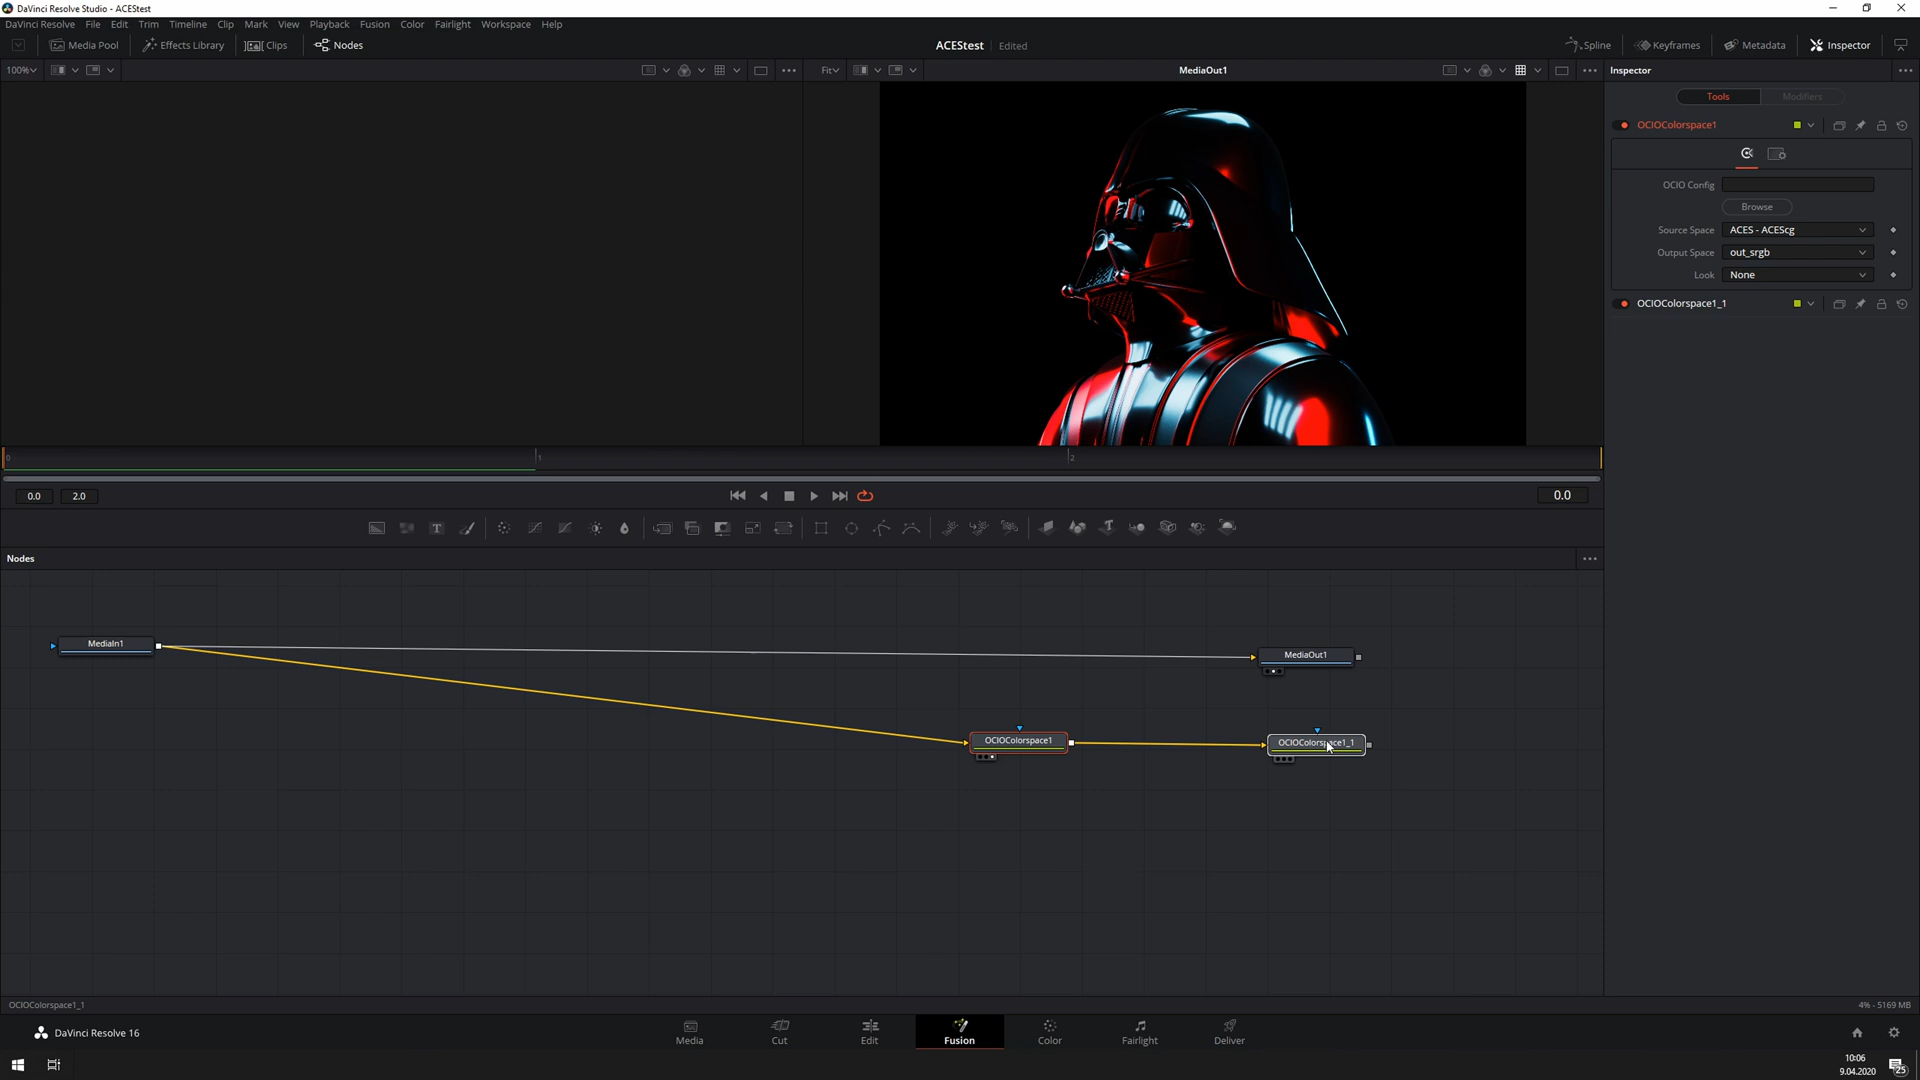 DaVinci Resolve Studio - ACEStest
DaVinci Resolve File Edit Trim Timeline Clip Mark View Playback Fusion Color Fairlight Workspace Help
Media Pool Effects Library Clips Nodes ACEStest Edited Spline Keyframes Metadata Inspector
100% Fit MediaOut1 Inspector
Tools Modifiers
OCIOColorspace1
OCIO Config
Browse
Source Space ACES - ACEScg
Output Space out_srgb
Look None
OCIOColorspace1_1
0 1 2
0.0 2.0 0.0
Nodes
MediaIn1
MediaOut1
OCIOColorspace1
OCIOColorspace1_1
OCIOColorspace1_1 4% - 5169 MB
DaVinci Resolve 16
Media Cut Edit Fusion Color Fairlight Deliver
10:06
9.04.2020
25